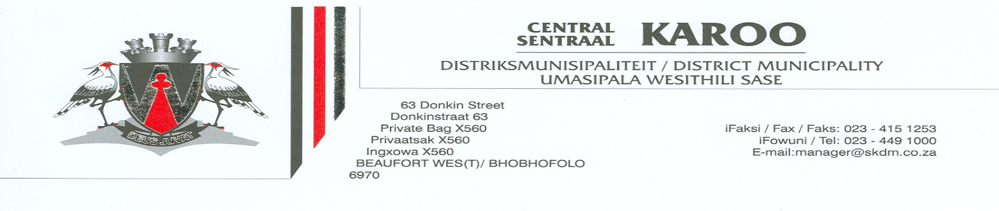 DEUS JUVAT
CENTRAL
SENTRAAL
KAROO
DISTRIKSMUNISIPALITEIT / DISTRICT MUNICIPALITY
UMASIPALA WESITHILI SASE
63 Donkin Street
Donkinstraat 63
Private Bag X560
Privaatsak X560
Ingxowa X560
BEAUFORT WES(T)/ BHOBHOFOLO
6970
iFaksi / Fax / Faks: 023 - 415 1253
iFowuni / Tel: 023 - 449 1000
E-mail:manager@skdm.co.za